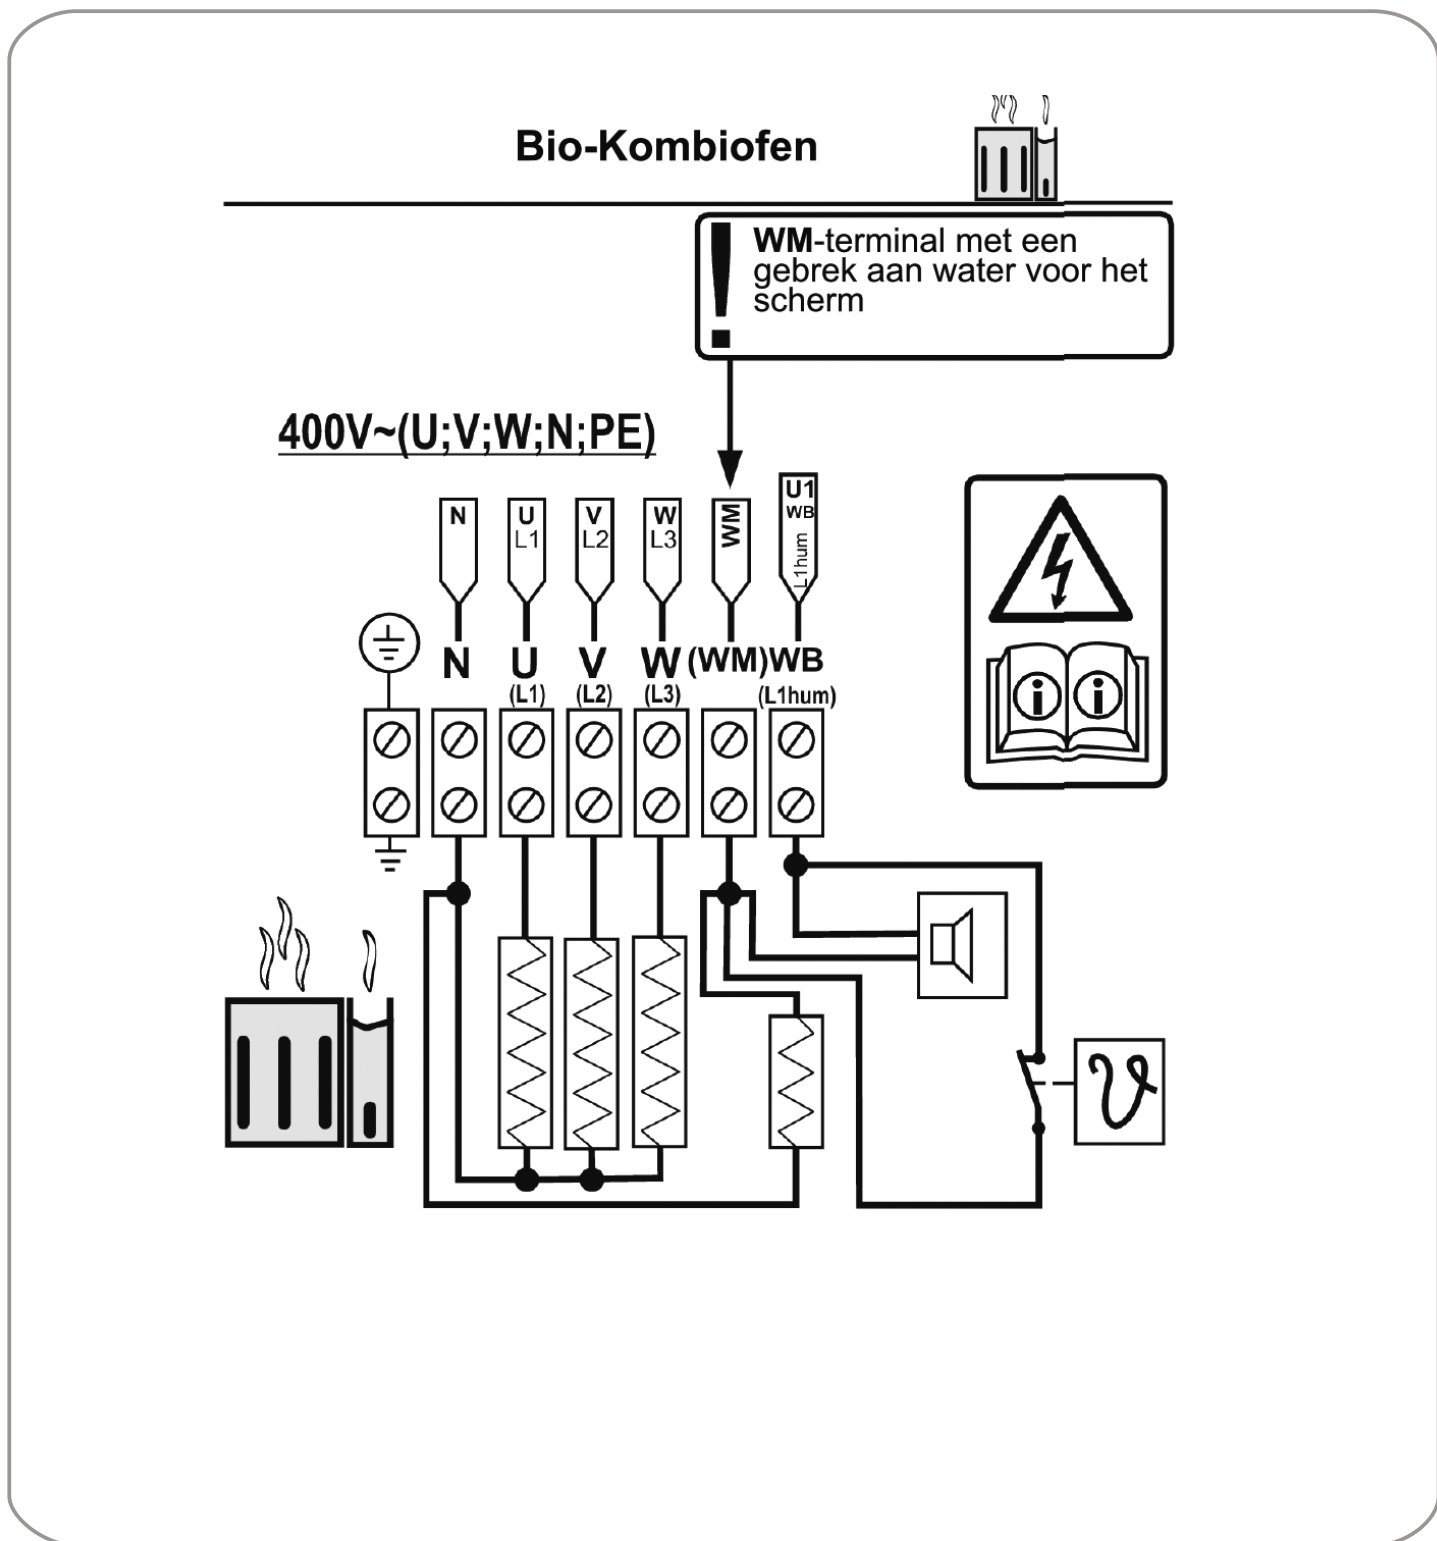 Bio-Kombiofen
WM-terminal met een
gebrek aan water voor het
scherm
400V~(U;V;W;N;PE)
N U V W WM U1
L1 L2 L3 WB
L1hum
N U V W (WM) WB
(L1) (L2) (L3) (L1hum)